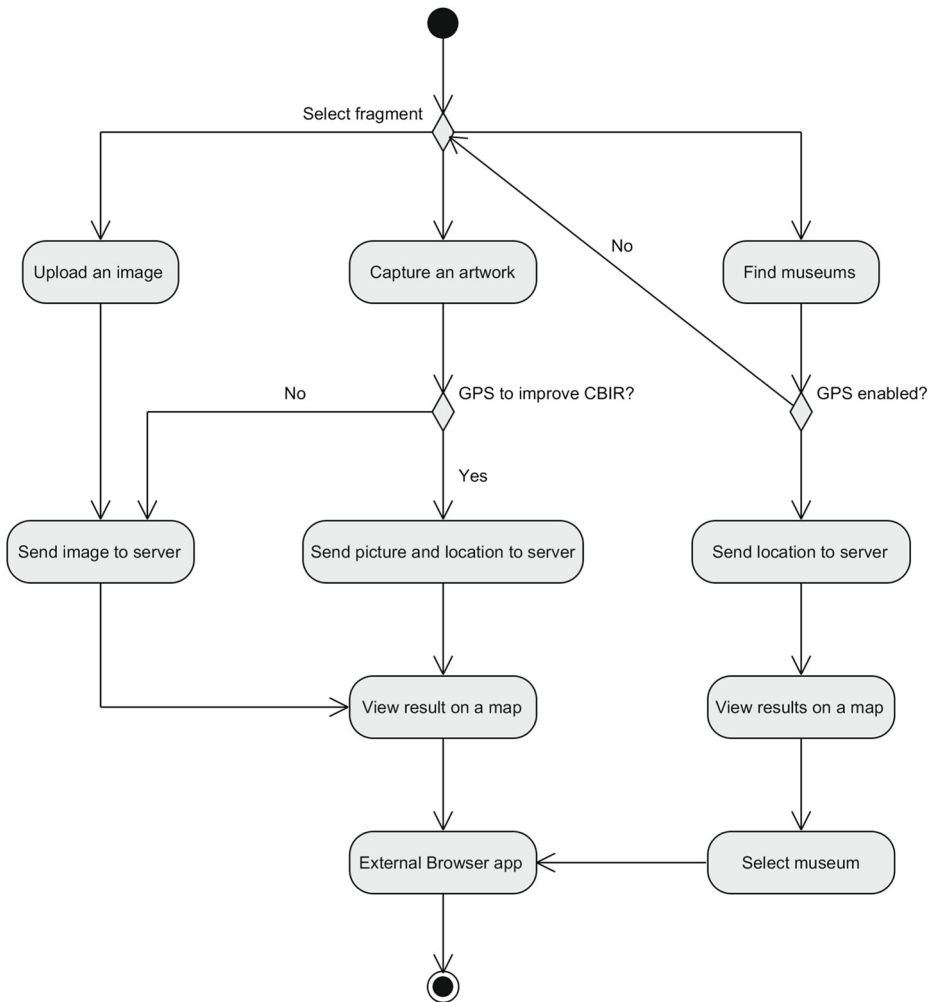 Select fragment
Upload an image
Capture an artwork
Find museums
No
No
GPS to improve CBIR?
GPS enabled?
Yes
Send image to server
Send picture and location to server
Send location to server
View result on a map
View results on a map
External Browser app
Select museum